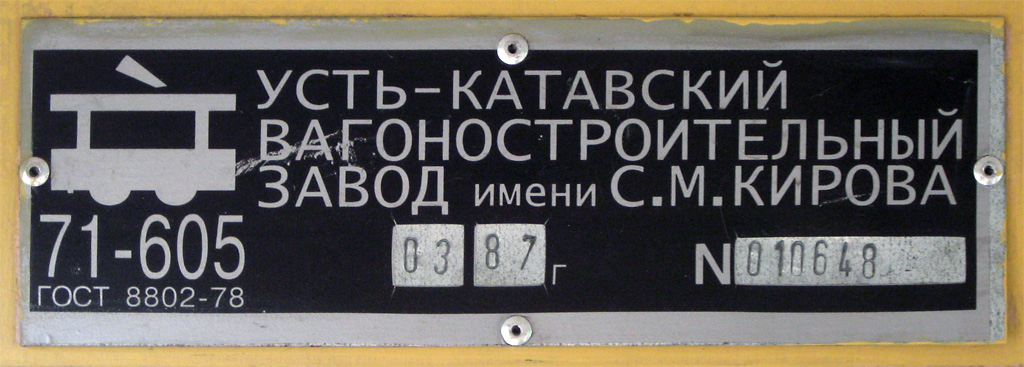 УСТЬ-КАТАВСКИЙ
ВАГОНОСТРОИТЕЛЬНЫЙ
ЗАВОД имени С.М.КИРОВА
71-605
ГОСТ 8802-78
03 87 г
N 010648